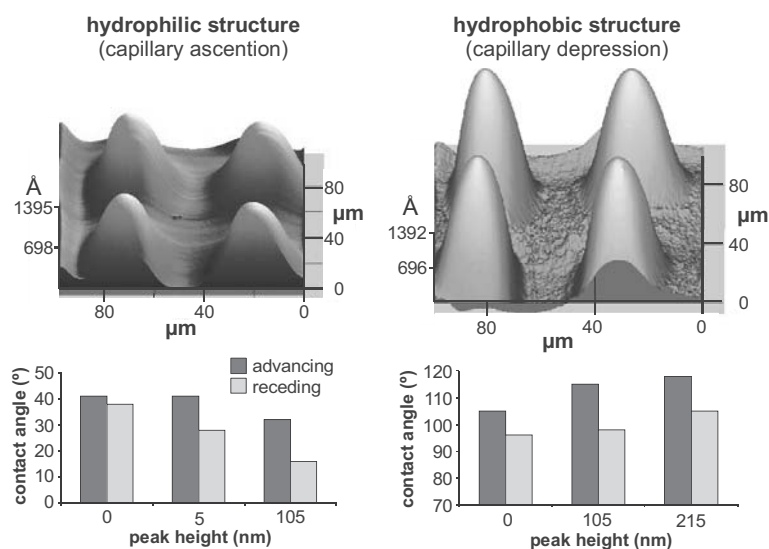 hydrophilic structure
(capillary ascention)
Å
1395
698
80
μm
40
0
80
40
0
μm
hydrophobic structure
(capillary depression)
Å
1392
696
80
μm
40
0
80
40
0
μm
contact angle (º)
50
40
30
20
10
0
advancing
receding
0
5
105
peak height (nm)
contact angle (º)
120
110
100
90
80
70
0
105
215
peak height (nm)